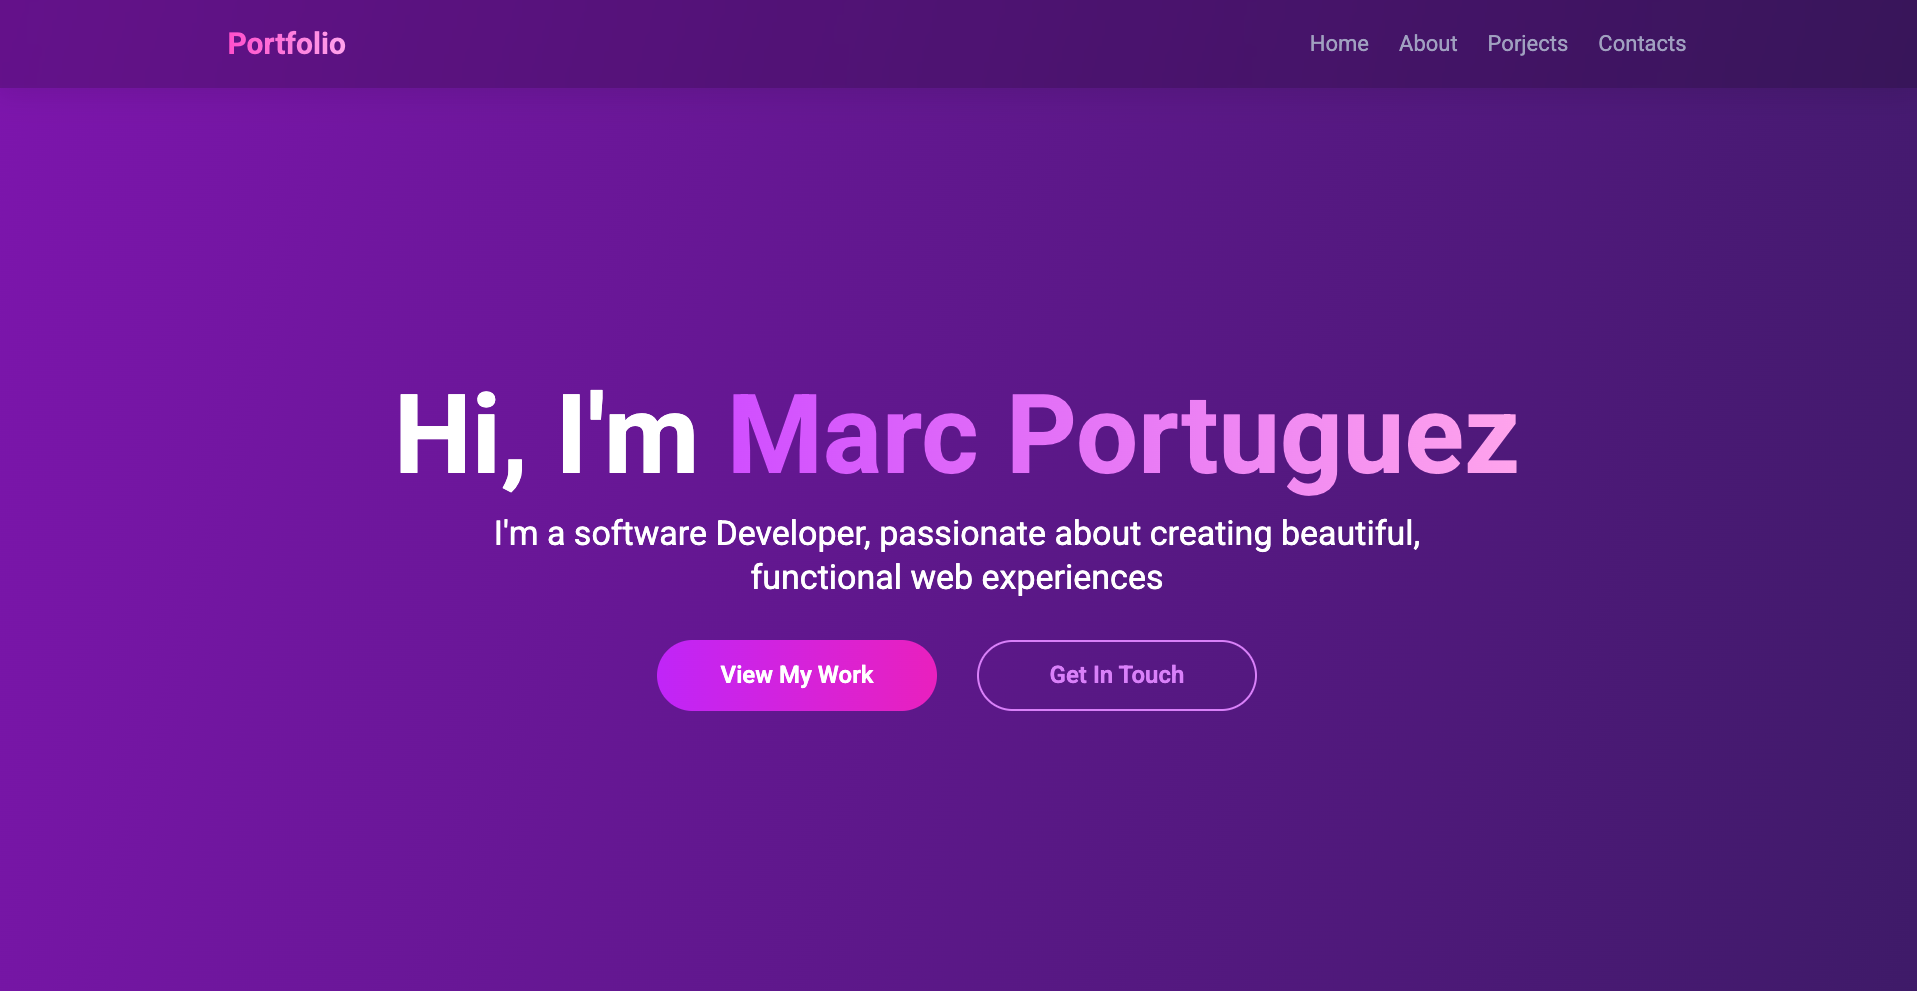 Portfolio
Home About Porjects Contacts
Hi, I'm Marc Portuguez
I'm a software Developer, passionate about creating beautiful,
functional web experiences
View My Work
Get In Touch